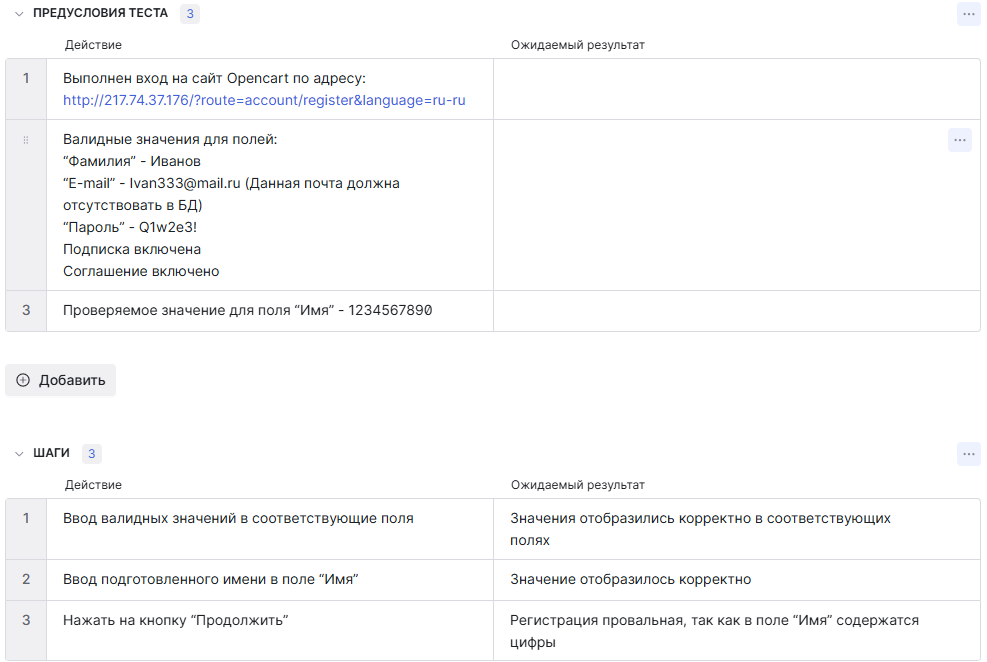 ПРЕДУСЛОВИЯ ТЕСТА 3
Действие Ожидаемый результат
1 Выполнен вход на сайт Opencart по адресу:
http://217.74.37.176/?route=account/register&language=ru-ru
Валидные значения для полей:
“Фамилия” - Иванов
“E-mail” - Ivan333@mail.ru (Данная почта должна
отсутствовать в БД)
“Пароль” - Q1w2e3!
Подписка включена
Соглашение включено
3 Проверяемое значение для поля “Имя” - 1234567890
Добавить
ШАГИ 3
Действие Ожидаемый результат
1 Ввод валидных значений в соответствующие поля Значения отобразились корректно в соответствующих
полях
2 Ввод подготовленного имени в поле “Имя” Значение отобразилось корректно
3 Нажать на кнопку “Продолжить” Регистрация провальная, так как в поле “Имя” содержатся
цифры